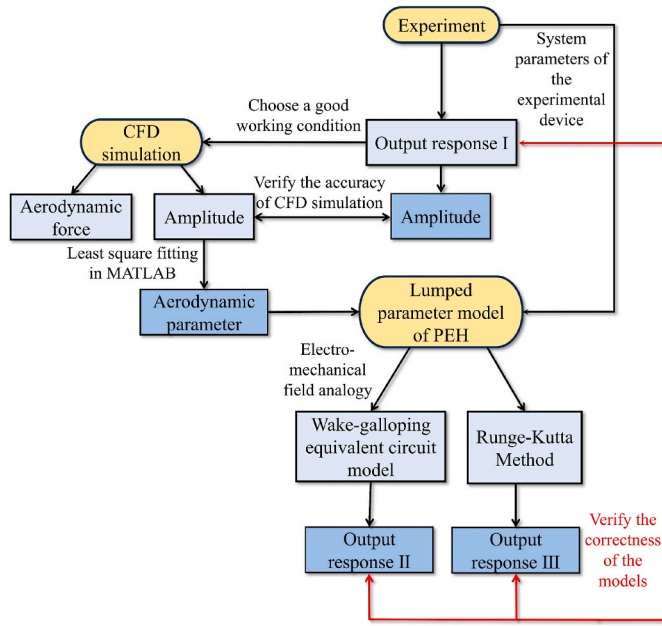 Experiment
System
parameters of
the
experimental
device
Choose a good
working condition
CFD
simulation
Output response I
Verify the accuracy
of CFD simulation
Aerodynamic
force
Amplitude
Amplitude
Least square fitting
in MATLAB
Aerodynamic
parameter
Lumped
parameter model
of PEH
Electro-
mechanical
field analogy
Wake-galloping
equivalent circuit
model
Runge-Kutta
Method
Output
response II
Output
response III
Verify the
correctness
of the
models